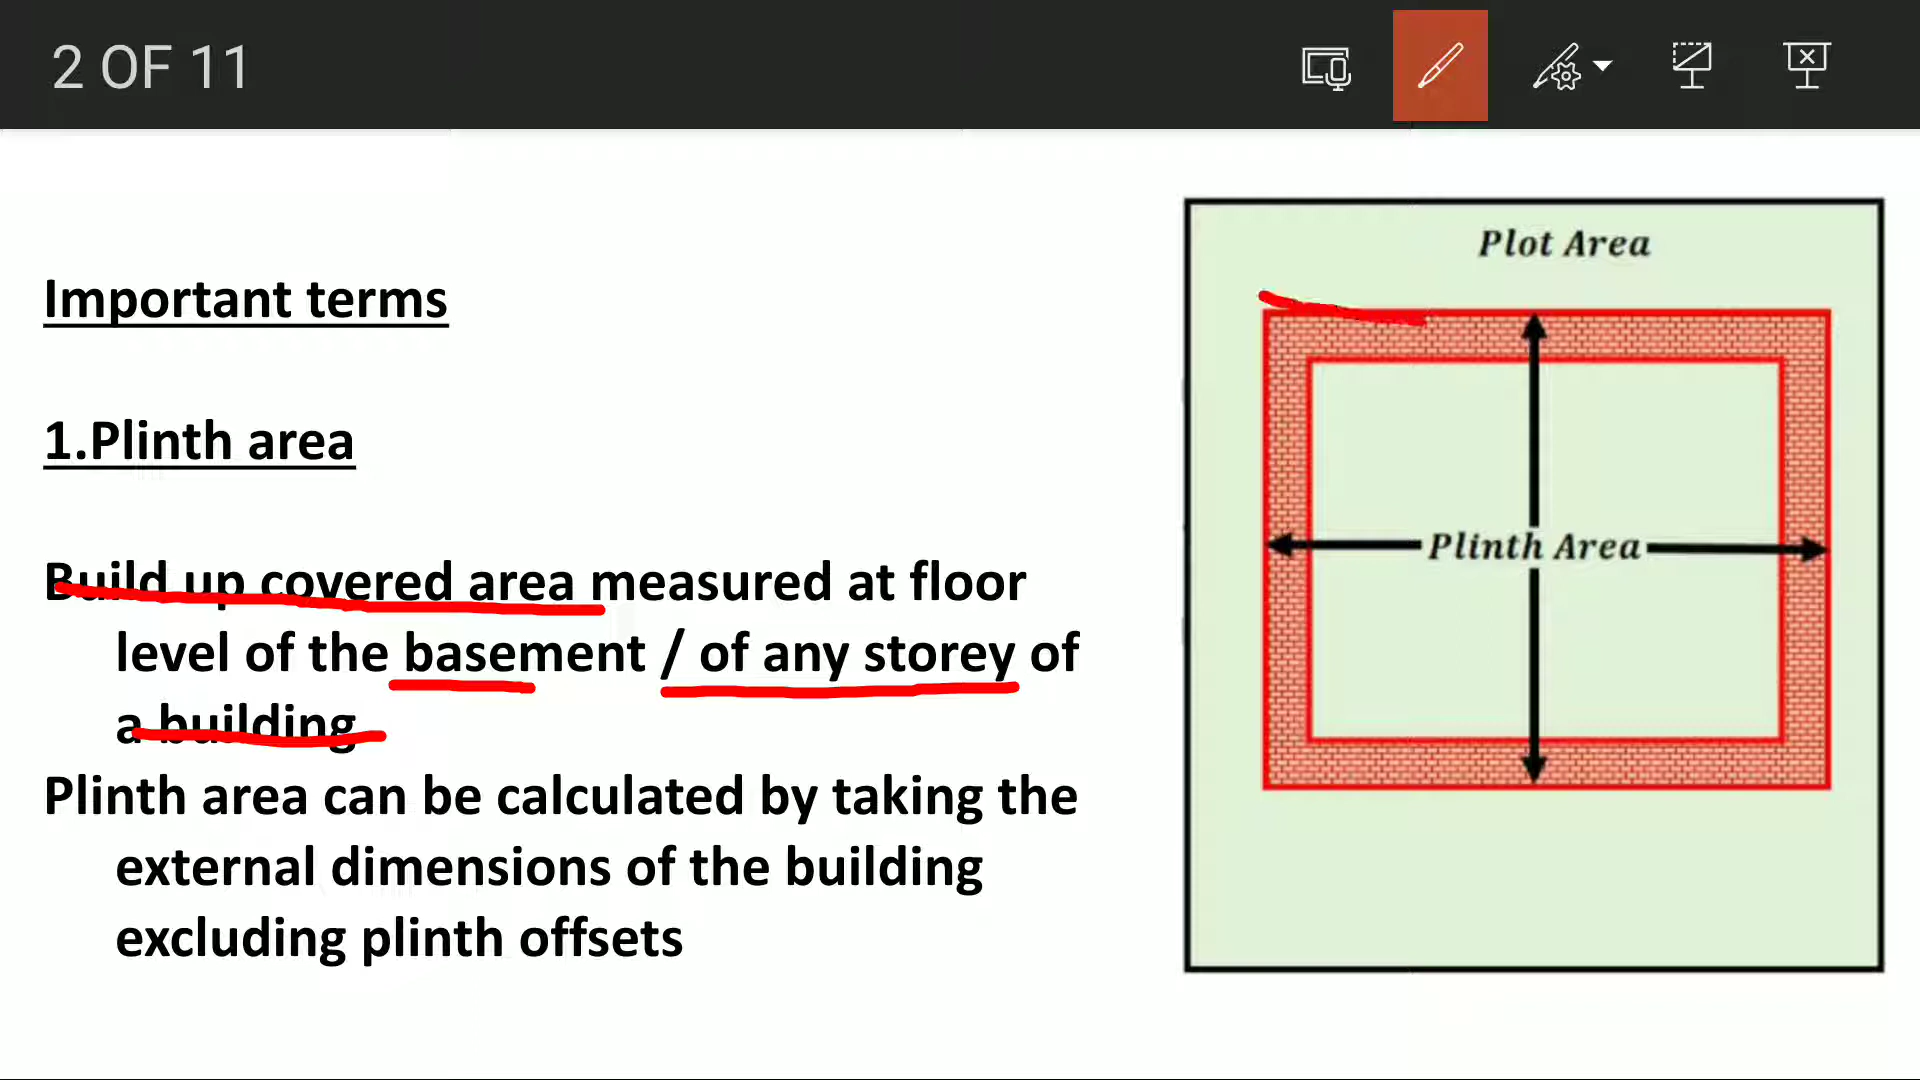 2 OF 11
Important terms
1.Plinth area
Build up covered area measured at floor
level of the basement / of any storey of
a building
Plinth area can be calculated by taking the
external dimensions of the building
excluding plinth offsets
Plot Area
Plinth Area